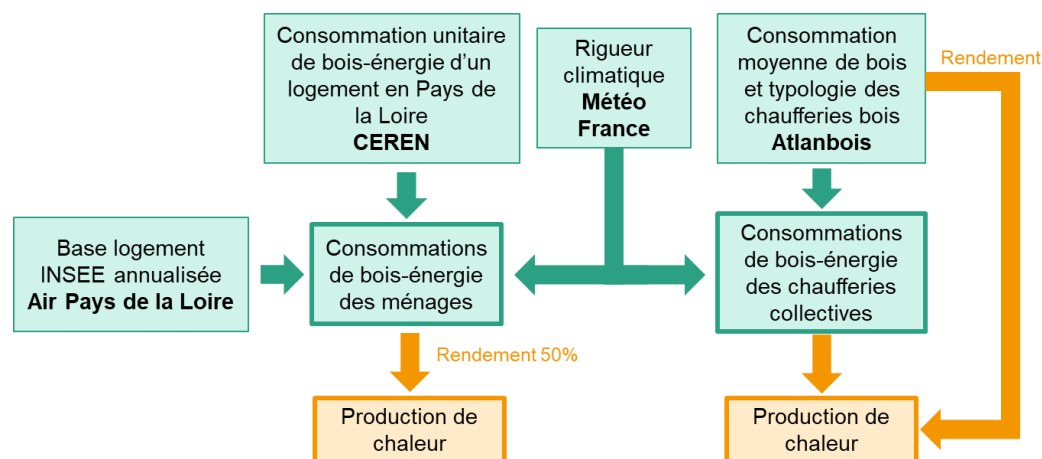 Consommation unitaire
de bois-énergie d'un
logement en Pays de
la Loire
CEREN
Rigueur
climatique
Météo
France
Consommation
moyenne de bois
et typologie des
chaufferies bois
Atlanbois
Rendement
Base logement
INSEE annualisée
Air Pays de la Loire
Consommations
de bois-énergie
des ménages
Consommations
de bois-énergie
des chaufferies
collectives
Rendement 50%
Production de
chaleur
Production de
chaleur